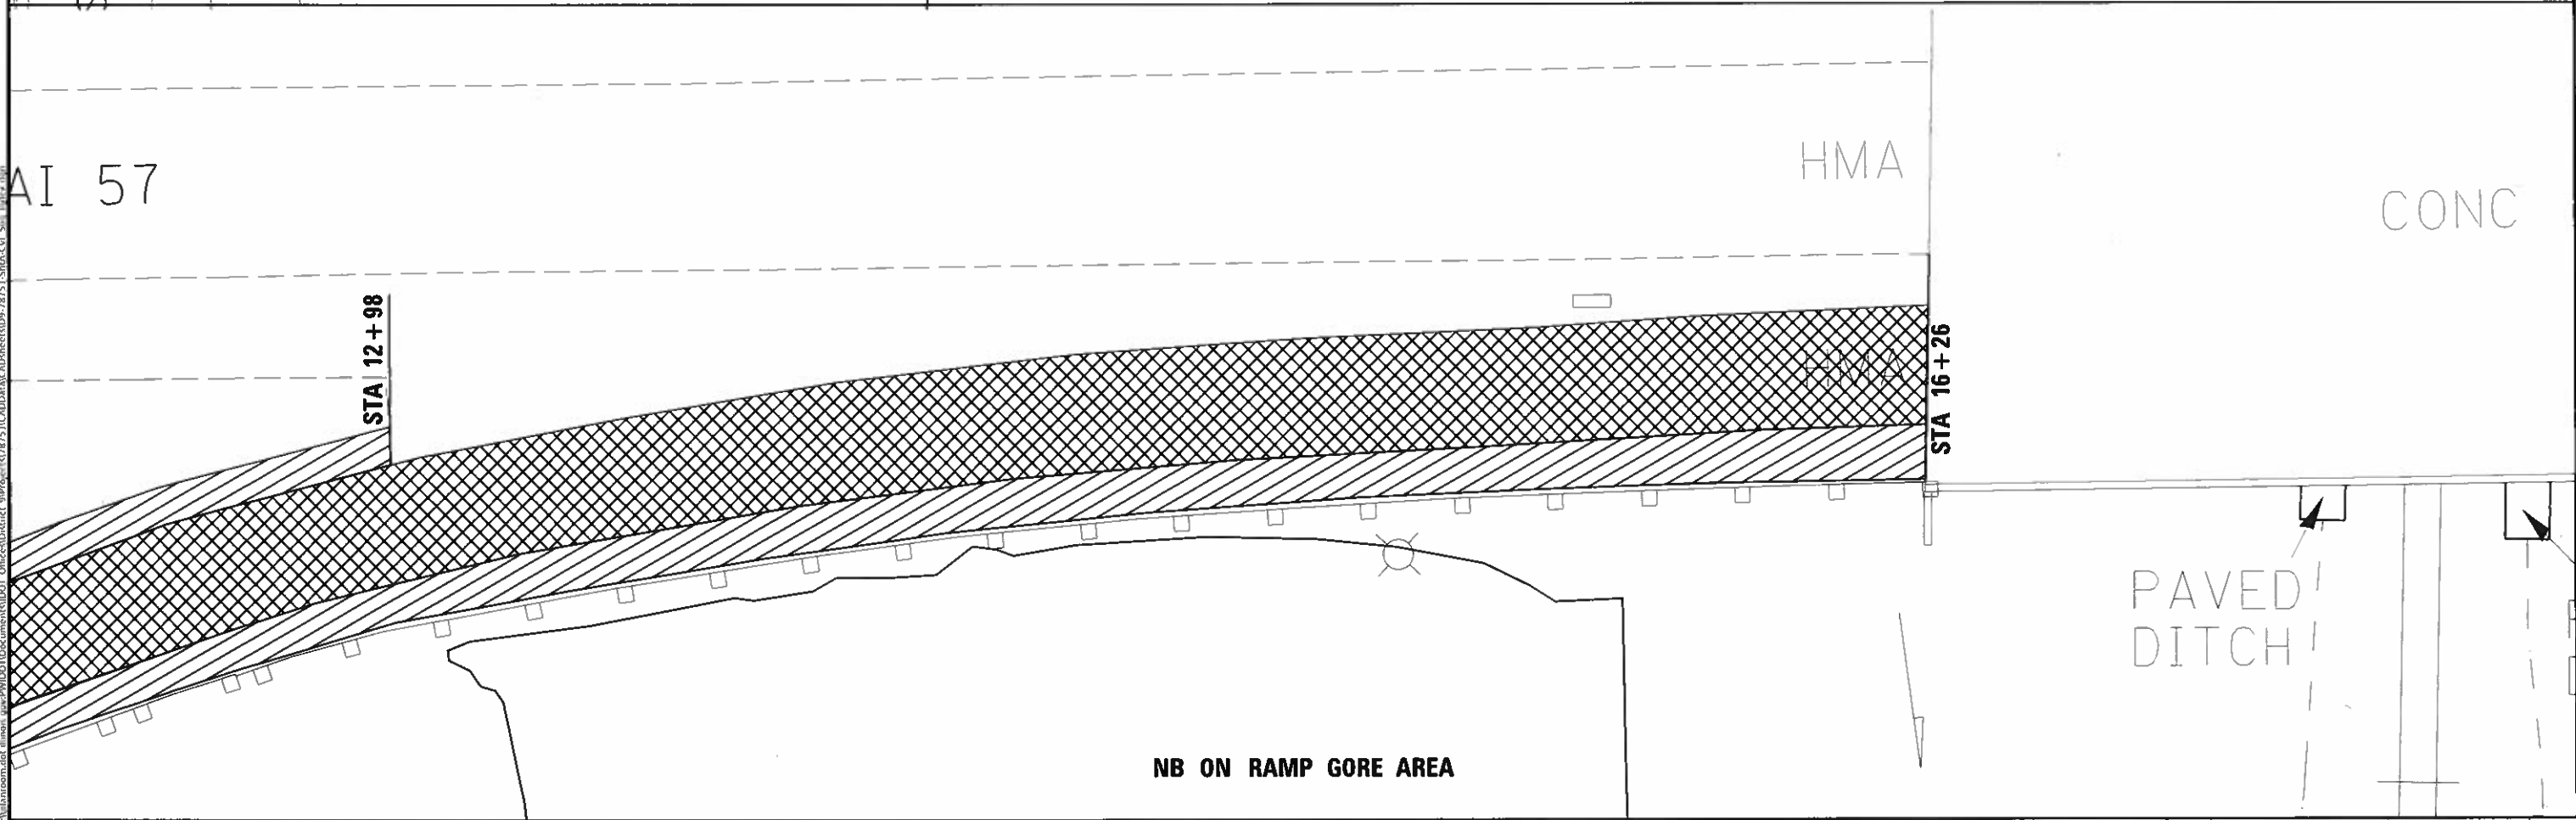 AI 57
HMA
CONC
STA 12+98
HMA
STA 16+26
PAVED
DITCH
NB ON RAMP GORE AREA